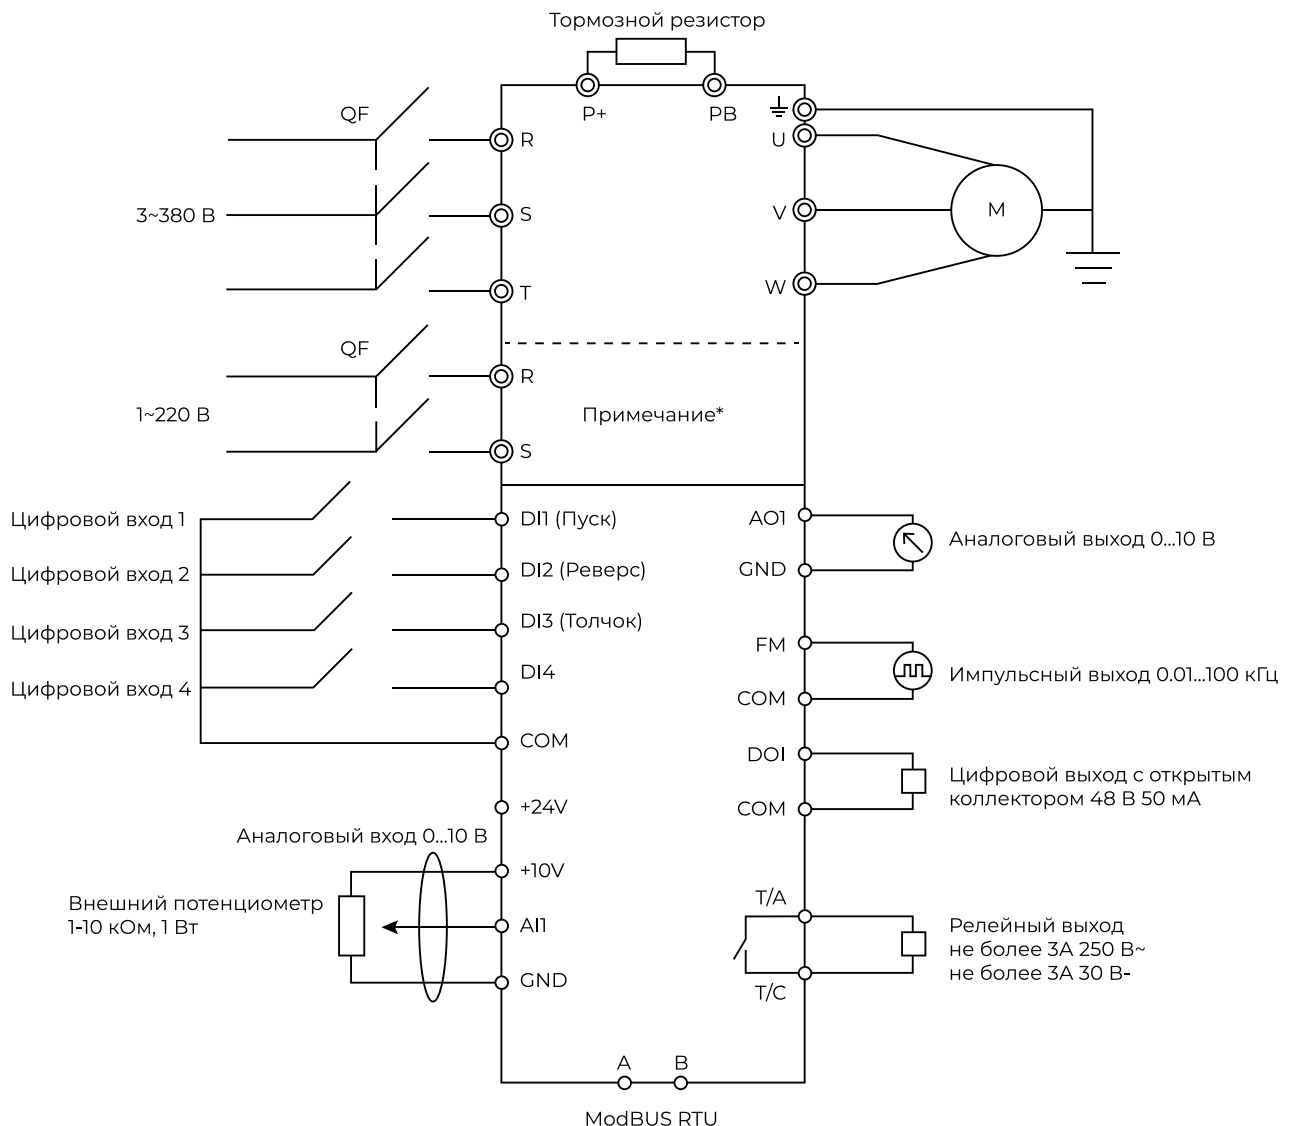 Тормозной резистор
P+
PB
QF
R
U
3~380 В
S
V
M
T
W
QF
R
1~220 В
Примечание*
S
Цифровой вход 1
DI1 (Пуск)
AO1
Аналоговый выход 0...10 В
Цифровой вход 2
DI2 (Реверс)
GND
Цифровой вход 3
DI3 (Толчок)
FM
Импульсный выход 0.01...100 кГц
Цифровой вход 4
DI4
COM
COM
DOI
Цифровой выход с открытым
коллектором 48 В 50 мА
+24V
COM
Аналоговый вход 0...10 В
+10V
Внешний потенциометр
1-10 кОм, 1 Вт
AI1
GND
T/A
Релейный выход
не более 3А 250 В~
не более 3А 30 В-
T/C
A
B
ModBUS RTU